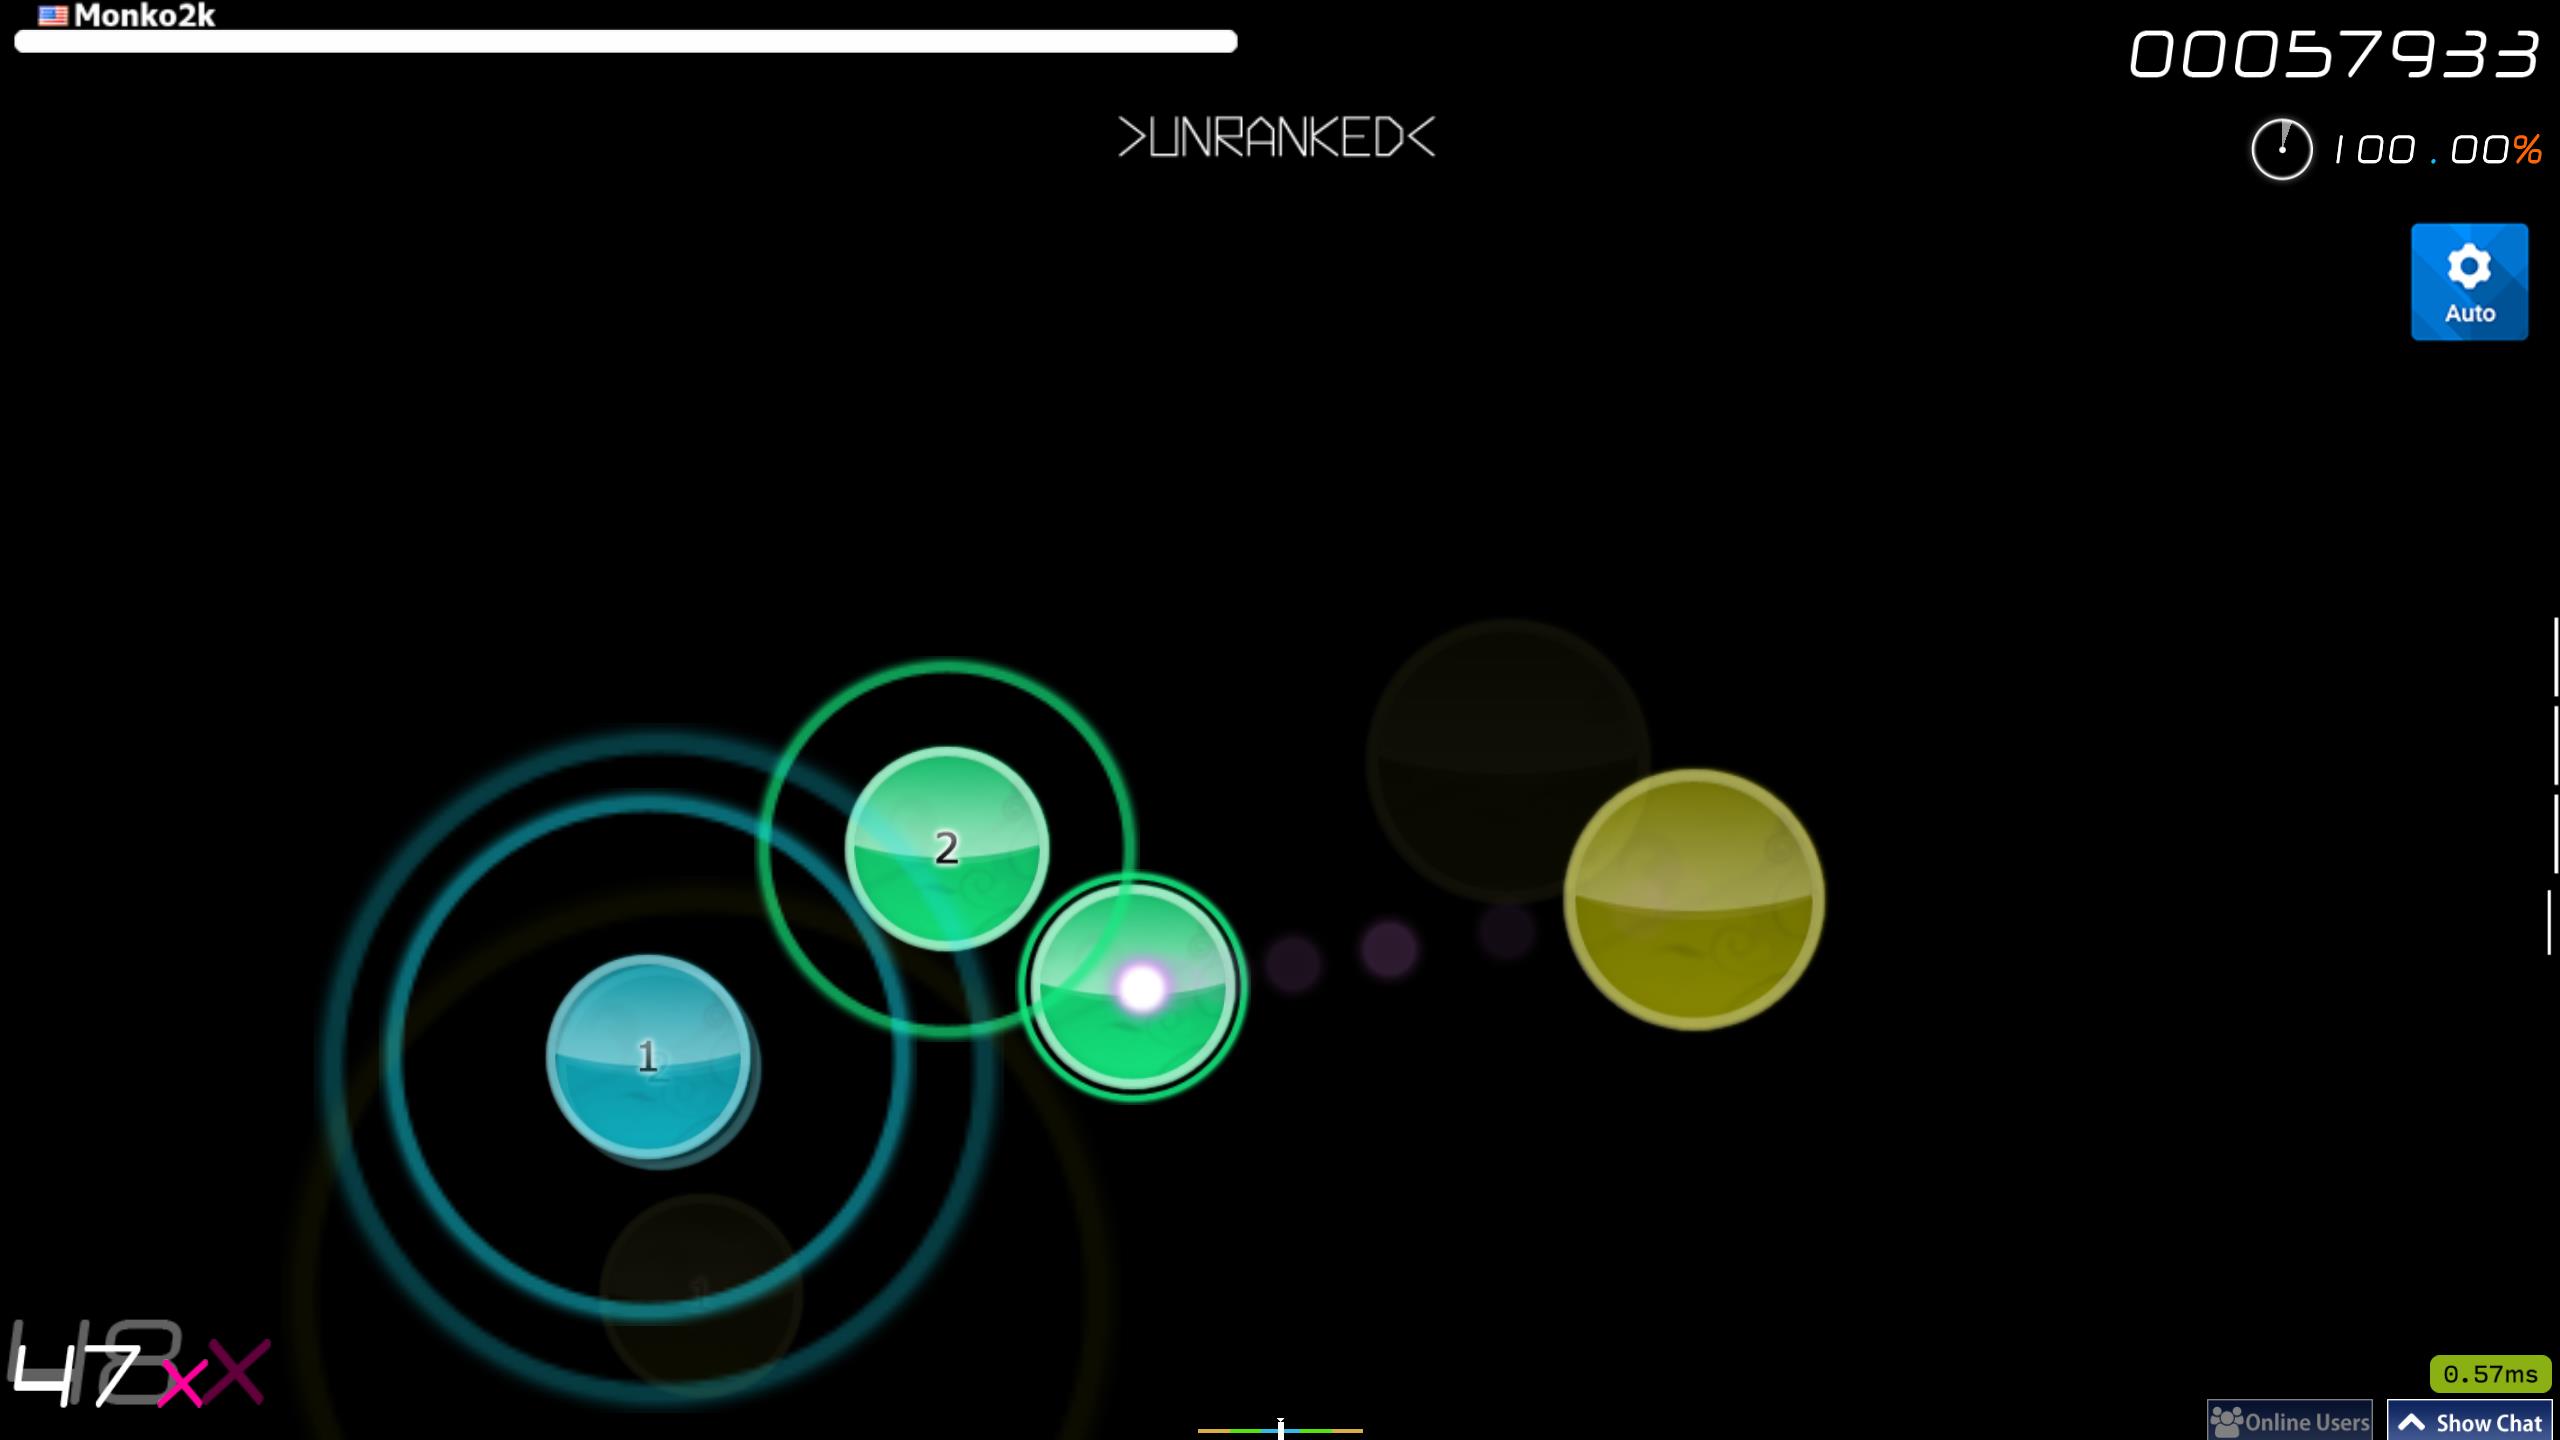 Monko2k
00057933
>UNRANKED<
100.00%
Auto
2
1
47x
0.57ms
Online Users
Show Chat